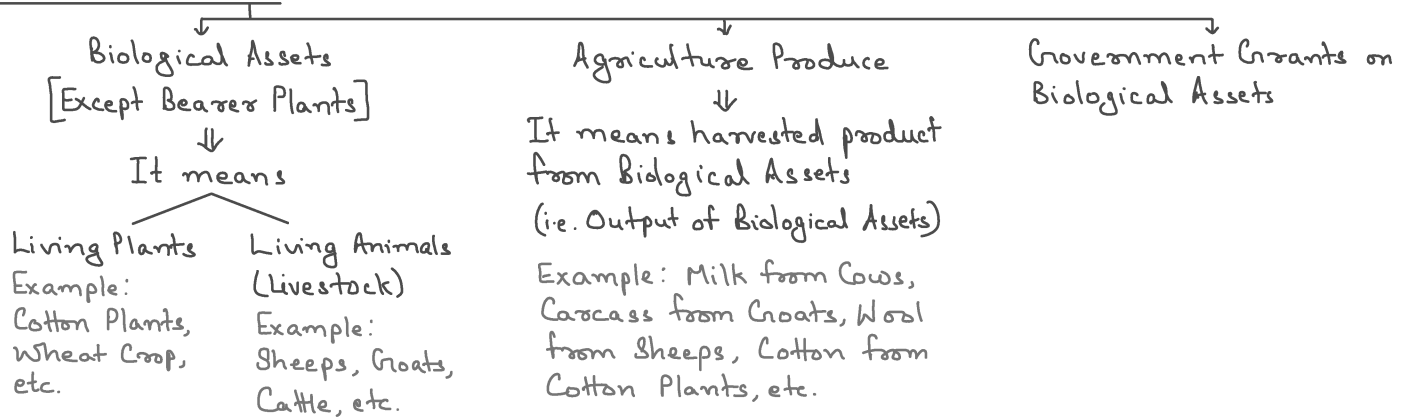 Biological Assets
[Except Bearer Plants]
⇓
It means
Living Plants
Example:
Cotton Plants,
Wheat Crop,
etc.
Living Animals
(Livestock)
Example:
Sheeps, Goats,
Cattle, etc.
Agriculture Produce
⇓
It means harvested product
from Biological Assets
(i.e. Output of Biological Assets)
Example: Milk from Cows,
Carcass from Goats, Wool
from Sheeps, Cotton from
Cotton Plants, etc.
Government Grants on
Biological Assets